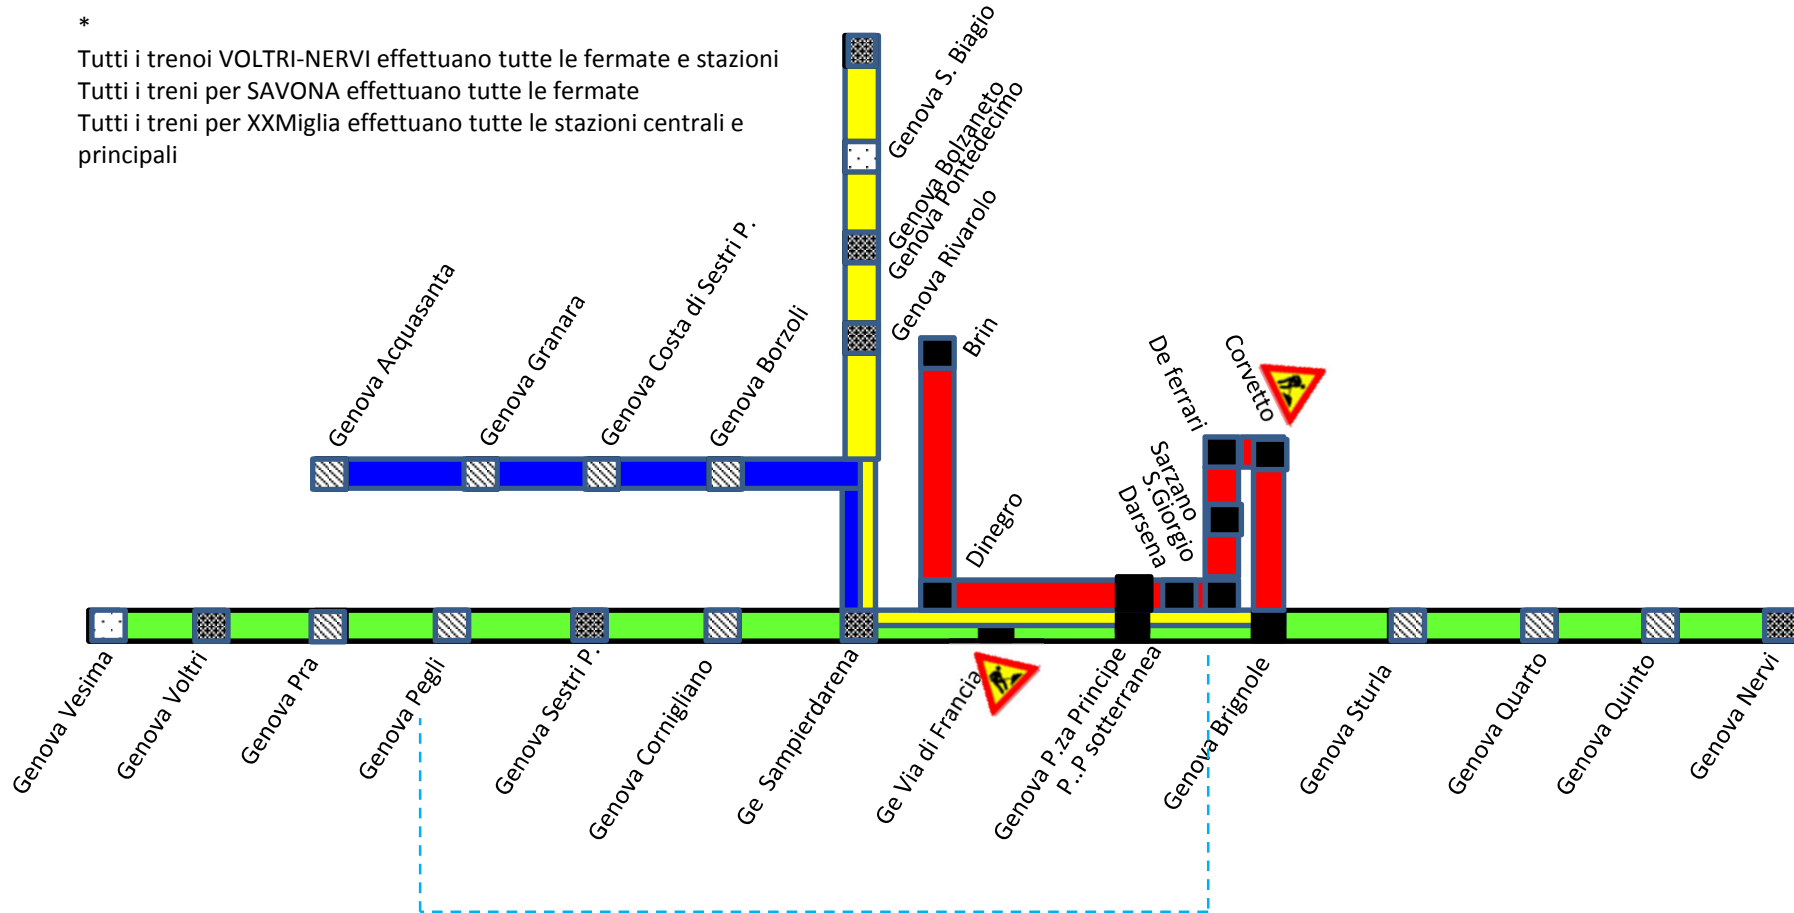 *
Tutti i trenoi VOLTRI-NERVI effettuano tutte le fermate e stazioni
Tutti i treni per SAVONA effettuano tutte le fermate
Tutti i treni per XXMiglia effettuano tutte le stazioni centrali e
principali
Genova S. Biagio
Genova Bolzaneto
Genova Pontedecimo
Genova Rivarolo
Genova Acquasanta
Genova Granara
Genova Costa di Sestri P.
Genova Borzoli
Brin
Dinegro
De ferrari
Corvetto
Sarzano
S.Giorgio
Darsena
Genova Vesima
Genova Voltri
Genova Pra
Genova Pegli
Genova Sestri P.
Genova Cornigliano
Ge Sampierdarena
Ge Via di Francia
Genova P.za Principe
P..P sotterranea
Genova Brignole
Genova Sturla
Genova Quarto
Genova Quinto
Genova Nervi